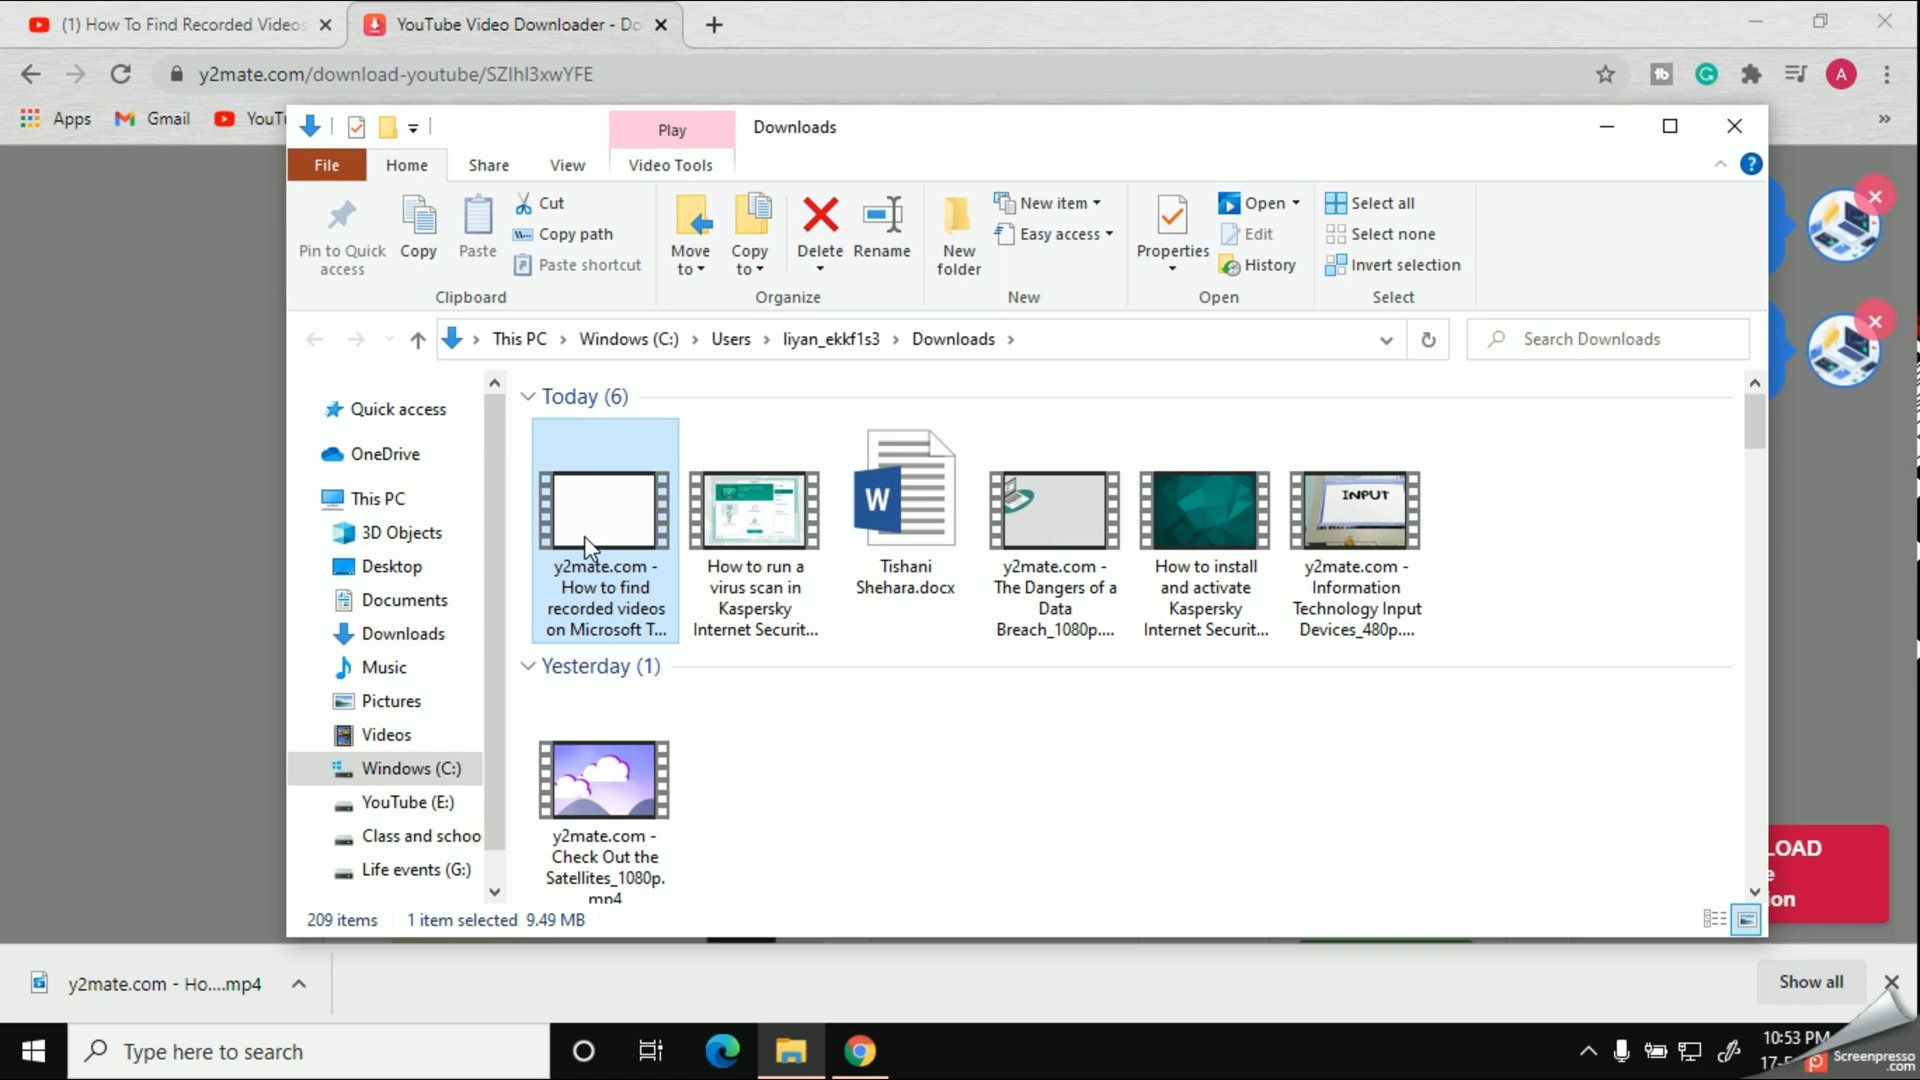 (1) How To Find Recorded Videos
YouTube Video Downloader - Do
y2mate.com/download-youtube/SZIhI3xwYFE
Apps
Gmail
Play
Downloads
File
Home
Share
View
Video Tools
Pin to Quick
access
Copy
Paste
Cut
Copy path
Paste shortcut
Clipboard
Move
to
Copy
to
Delete
Rename
Organize
New
folder
New item
Easy access
New
Properties
Open
Edit
History
Open
Select all
Select none
Invert selection
Select
This PC
Windows (C:)
Users
liyan_ekkf1s3
Downloads
Search Downloads
Quick access
OneDrive
This PC
3D Objects
Desktop
Documents
Downloads
Music
Pictures
Videos
Windows (C:)
YouTube (E:)
Class and schoo
Life events (G:)
Today (6)
y2mate.com -
How to find
recorded videos
on Microsoft T...
How to run a
virus scan in
Kaspersky
Internet Securit...
W
Tishani
Shehara.docx
y2mate.com -
The Dangers of a
Data
Breach_1080p....
How to install
and activate
Kaspersky
Internet Securit...
INPUT
y2mate.com -
Information
Technology Input
Devices_480p....
Yesterday (1)
y2mate.com -
Check Out the
Satellites_1080p.
mp4
209 items
1 item selected 9.49 MB
LOAD
y2mate.com - Ho....mp4
Show all
Type here to search
10:53 PM
Screenpresso
.com